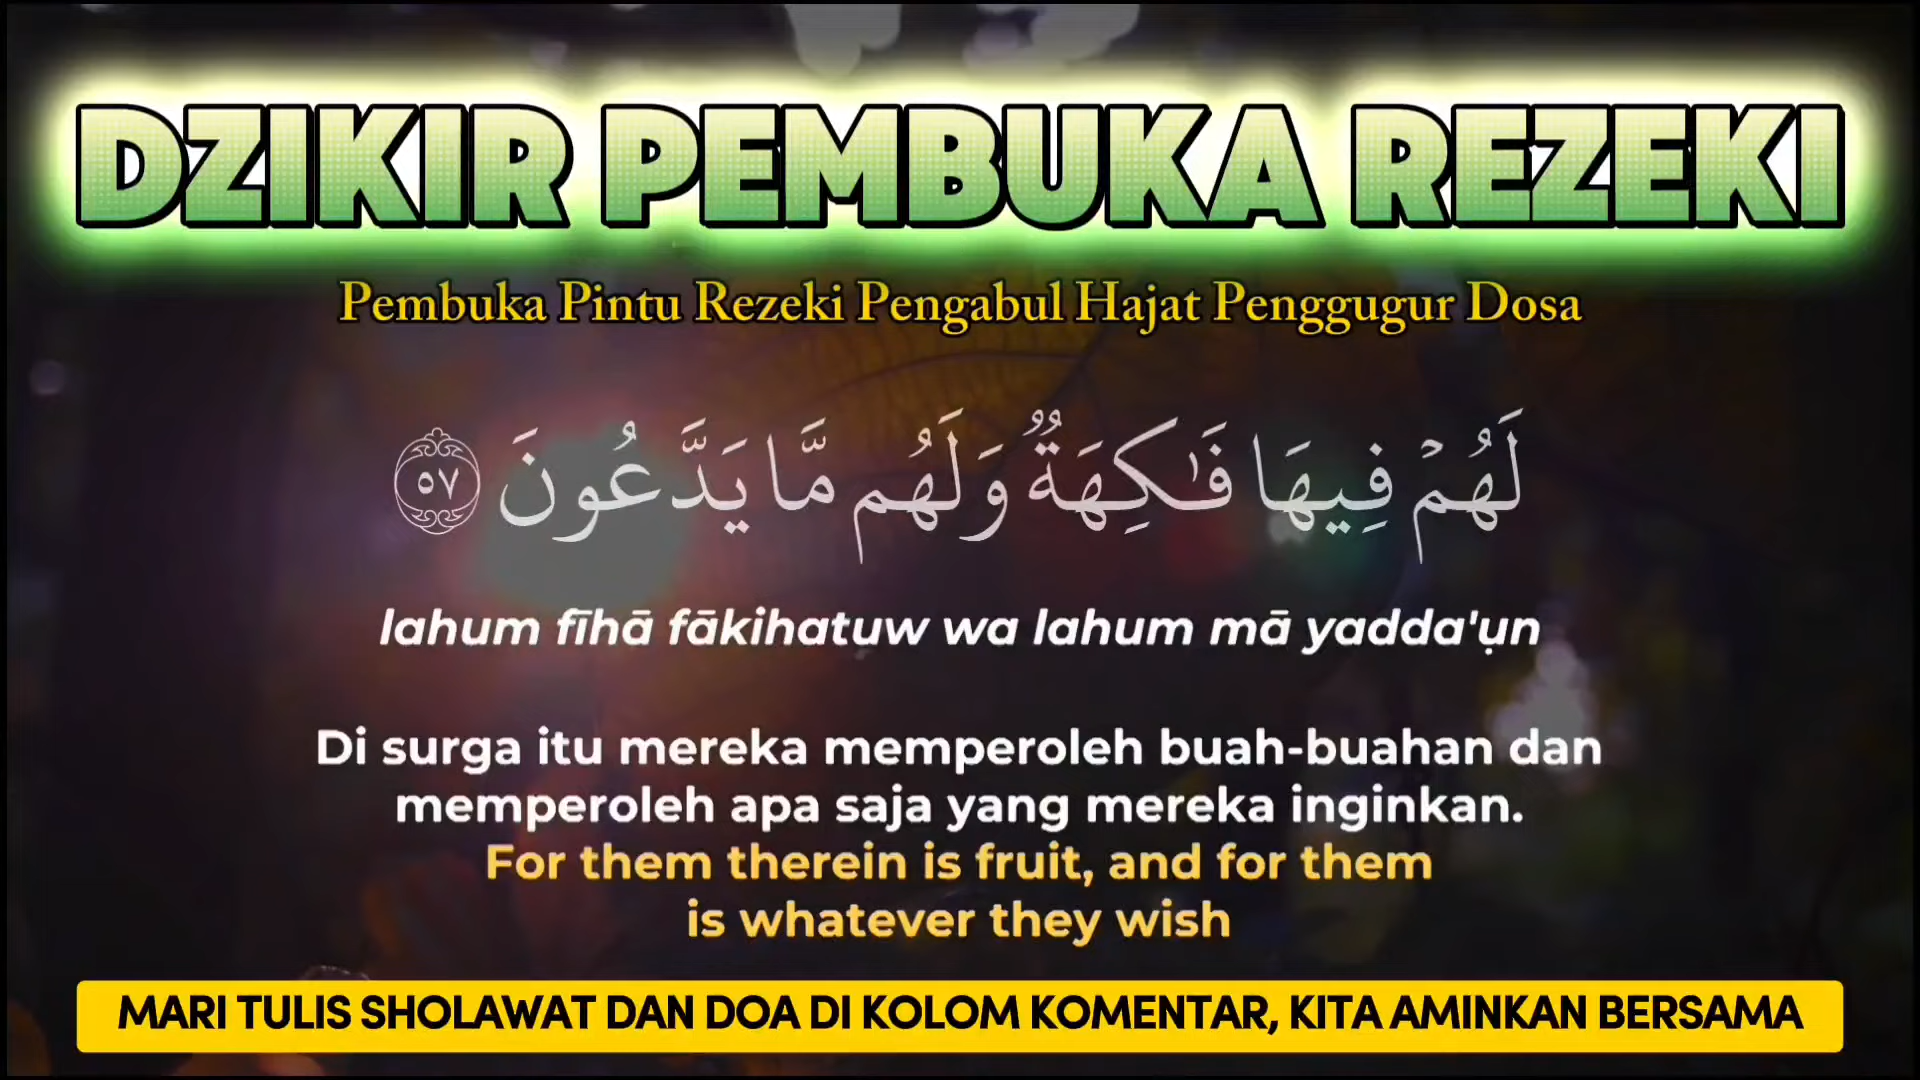 DZIKIR PEMBUKA REZEKI
Pembuka Pintu Rezeki Pengabul Hajat Penggugur Dosa
لَهُمْ فِيهَا فَٰكِهَةٌ وَلَهُم مَّا يَدَّعُونَ ٥٧
lahum fīhā fākihatuw wa lahum mā yadda'ụn
Di surga itu mereka memperoleh buah-buahan dan
memperoleh apa saja yang mereka inginkan.
For them therein is fruit, and for them
is whatever they wish
MARI TULIS SHOLAWAT DAN DOA DI KOLOM KOMENTAR, KITA AMINKAN BERSAMA